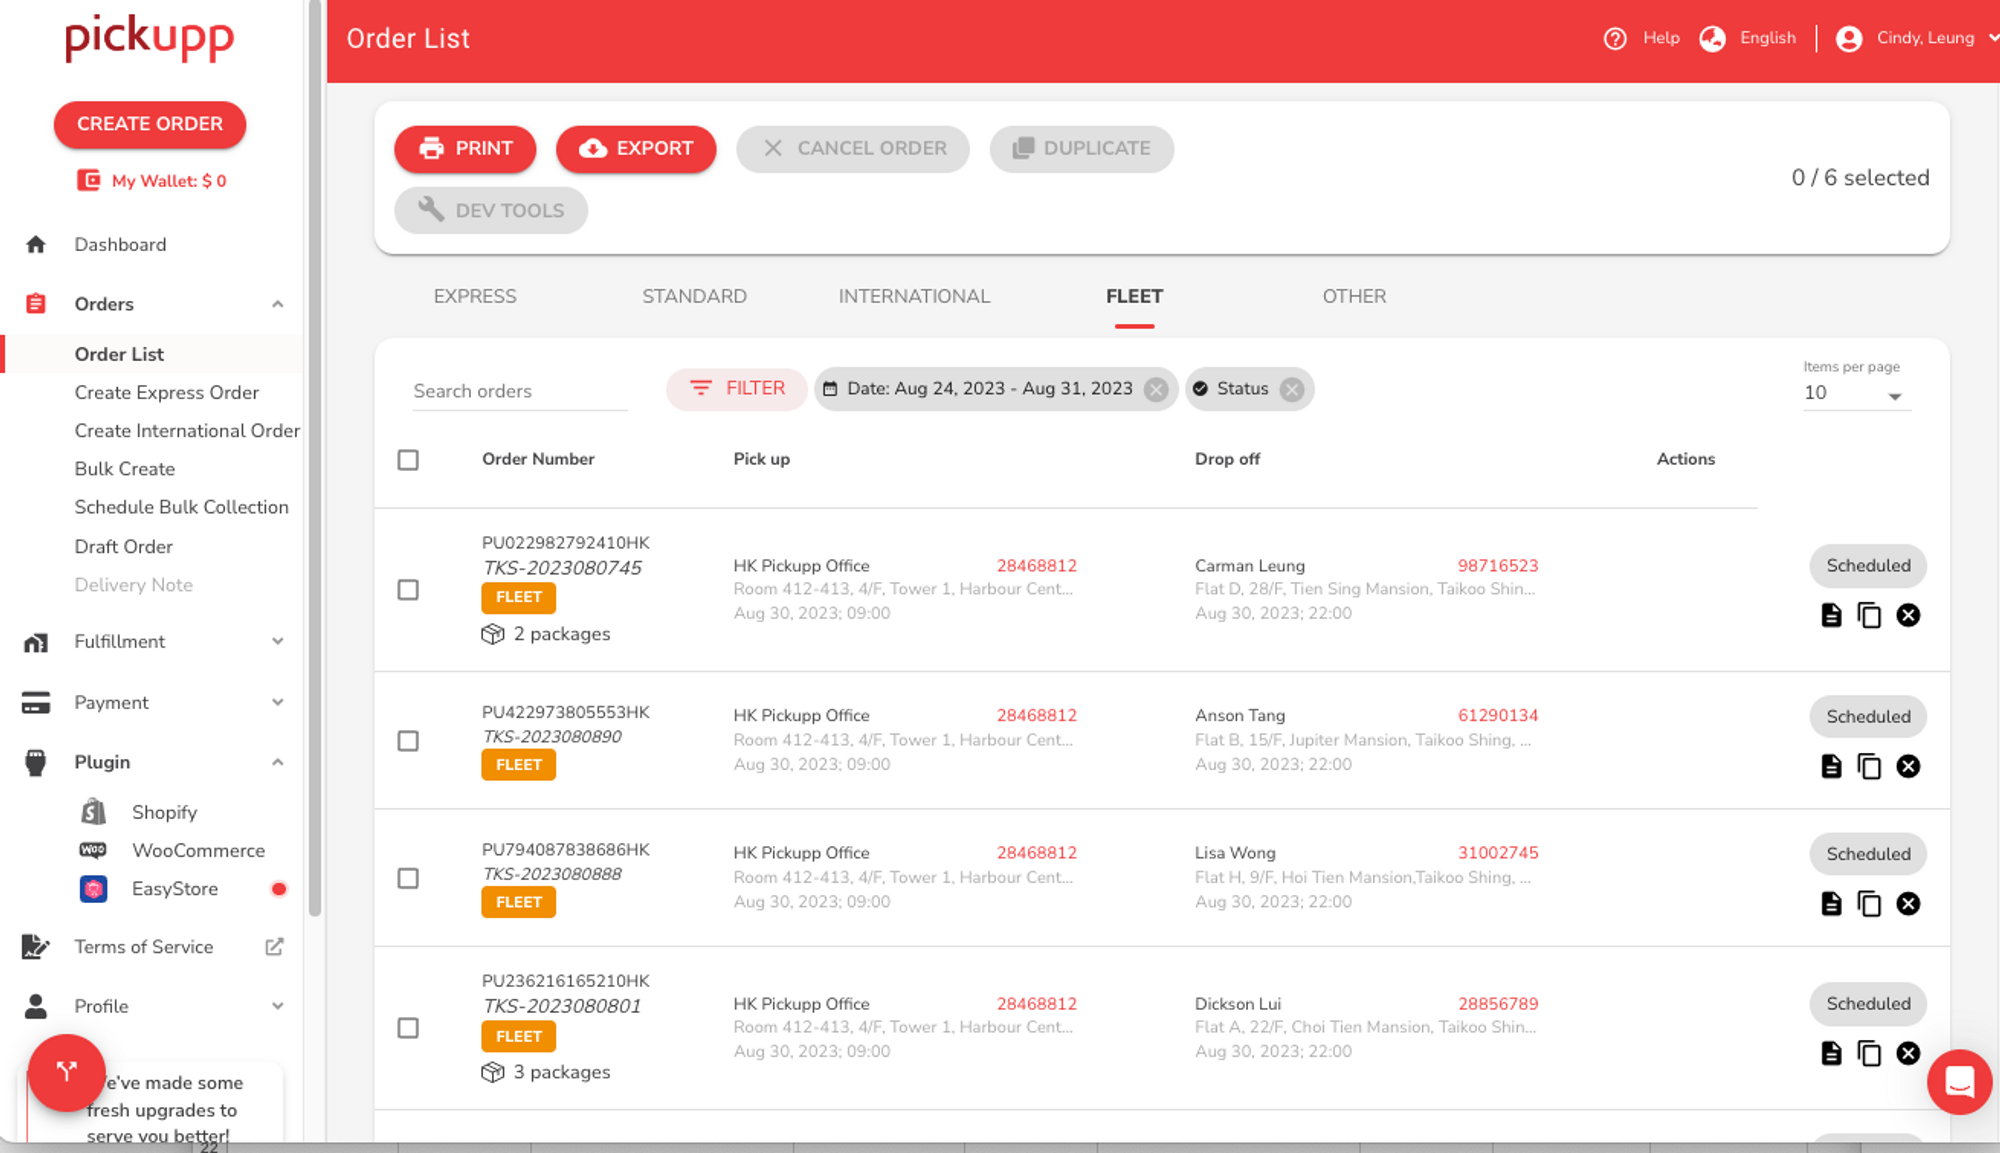 pickupp
CREATE ORDER
My Wallet: $ 0
Dashboard
Orders
Order List
Create Express Order
Create International Order
Bulk Create
Schedule Bulk Collection
Draft Order
Delivery Note
Fulfillment
Payment
Plugin
Shopify
Woo WooCommerce
EasyStore
Terms of Service
Profile
e've made some
fresh upgrades to
serve you better!
22
Order List
Help English Cindy, Leung
PRINT EXPORT CANCEL ORDER DUPLICATE
DEV TOOLS
0 / 6 selected
EXPRESS STANDARD INTERNATIONAL FLEET OTHER
Search orders FILTER Date: Aug 24, 2023 - Aug 31, 2023 Status
Items per page
10
Order Number Pick up Drop off Actions
PU022982792410HK
TKS-2023080745
FLEET
2 packages
HK Pickupp Office 28468812
Room 412-413, 4/F, Tower 1, Harbour Cent...
Aug 30, 2023; 09:00
Carman Leung 98716523
Flat D, 28/F, Tien Sing Mansion, Taikoo Shin...
Aug 30, 2023; 22:00
Scheduled
PU422973805553HK
TKS-2023080890
FLEET
HK Pickupp Office 28468812
Room 412-413, 4/F, Tower 1, Harbour Cent...
Aug 30, 2023; 09:00
Anson Tang 61290134
Flat B, 15/F, Jupiter Mansion, Taikoo Shing, ...
Aug 30, 2023; 22:00
Scheduled
PU794087838686HK
TKS-2023080888
FLEET
HK Pickupp Office 28468812
Room 412-413, 4/F, Tower 1, Harbour Cent...
Aug 30, 2023; 09:00
Lisa Wong 31002745
Flat H, 9/F, Hoi Tien Mansion,Taikoo Shing, ...
Aug 30, 2023; 22:00
Scheduled
PU236216165210HK
TKS-2023080801
FLEET
3 packages
HK Pickupp Office 28468812
Room 412-413, 4/F, Tower 1, Harbour Cent...
Aug 30, 2023; 09:00
Dickson Lui 28856789
Flat A, 22/F, Choi Tien Mansion, Taikoo Shin...
Aug 30, 2023; 22:00
Scheduled